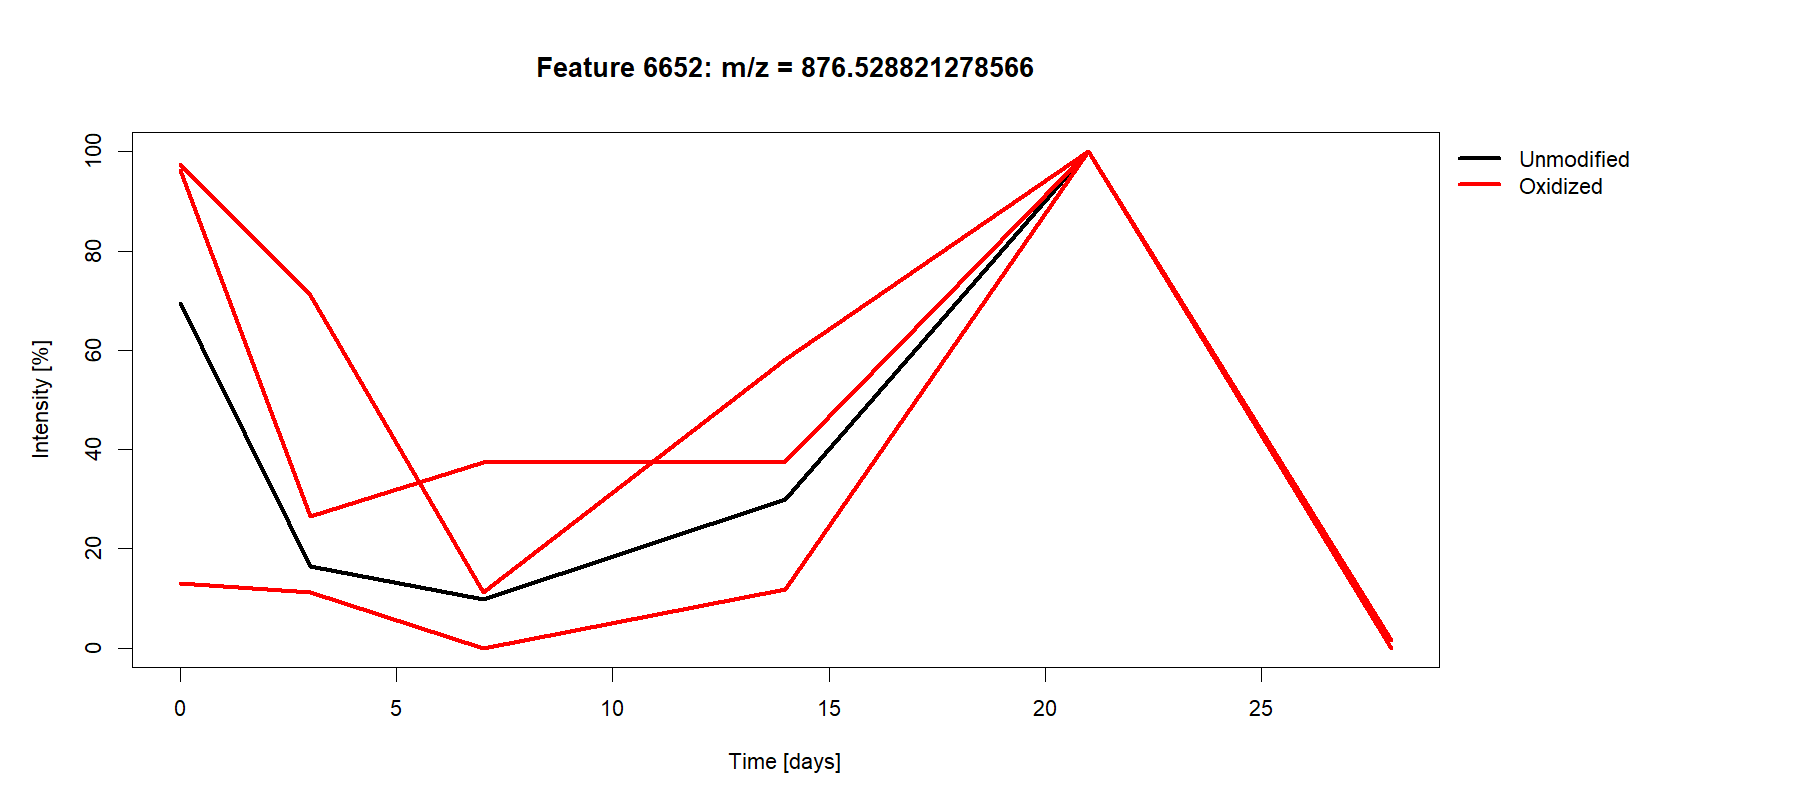 Feature 6652: m/z = 876.528821278566
Unmodified
Oxidized
100
80
60
40
20
0
Intensity [%]
0 5 10 15 20 25
Time [days]